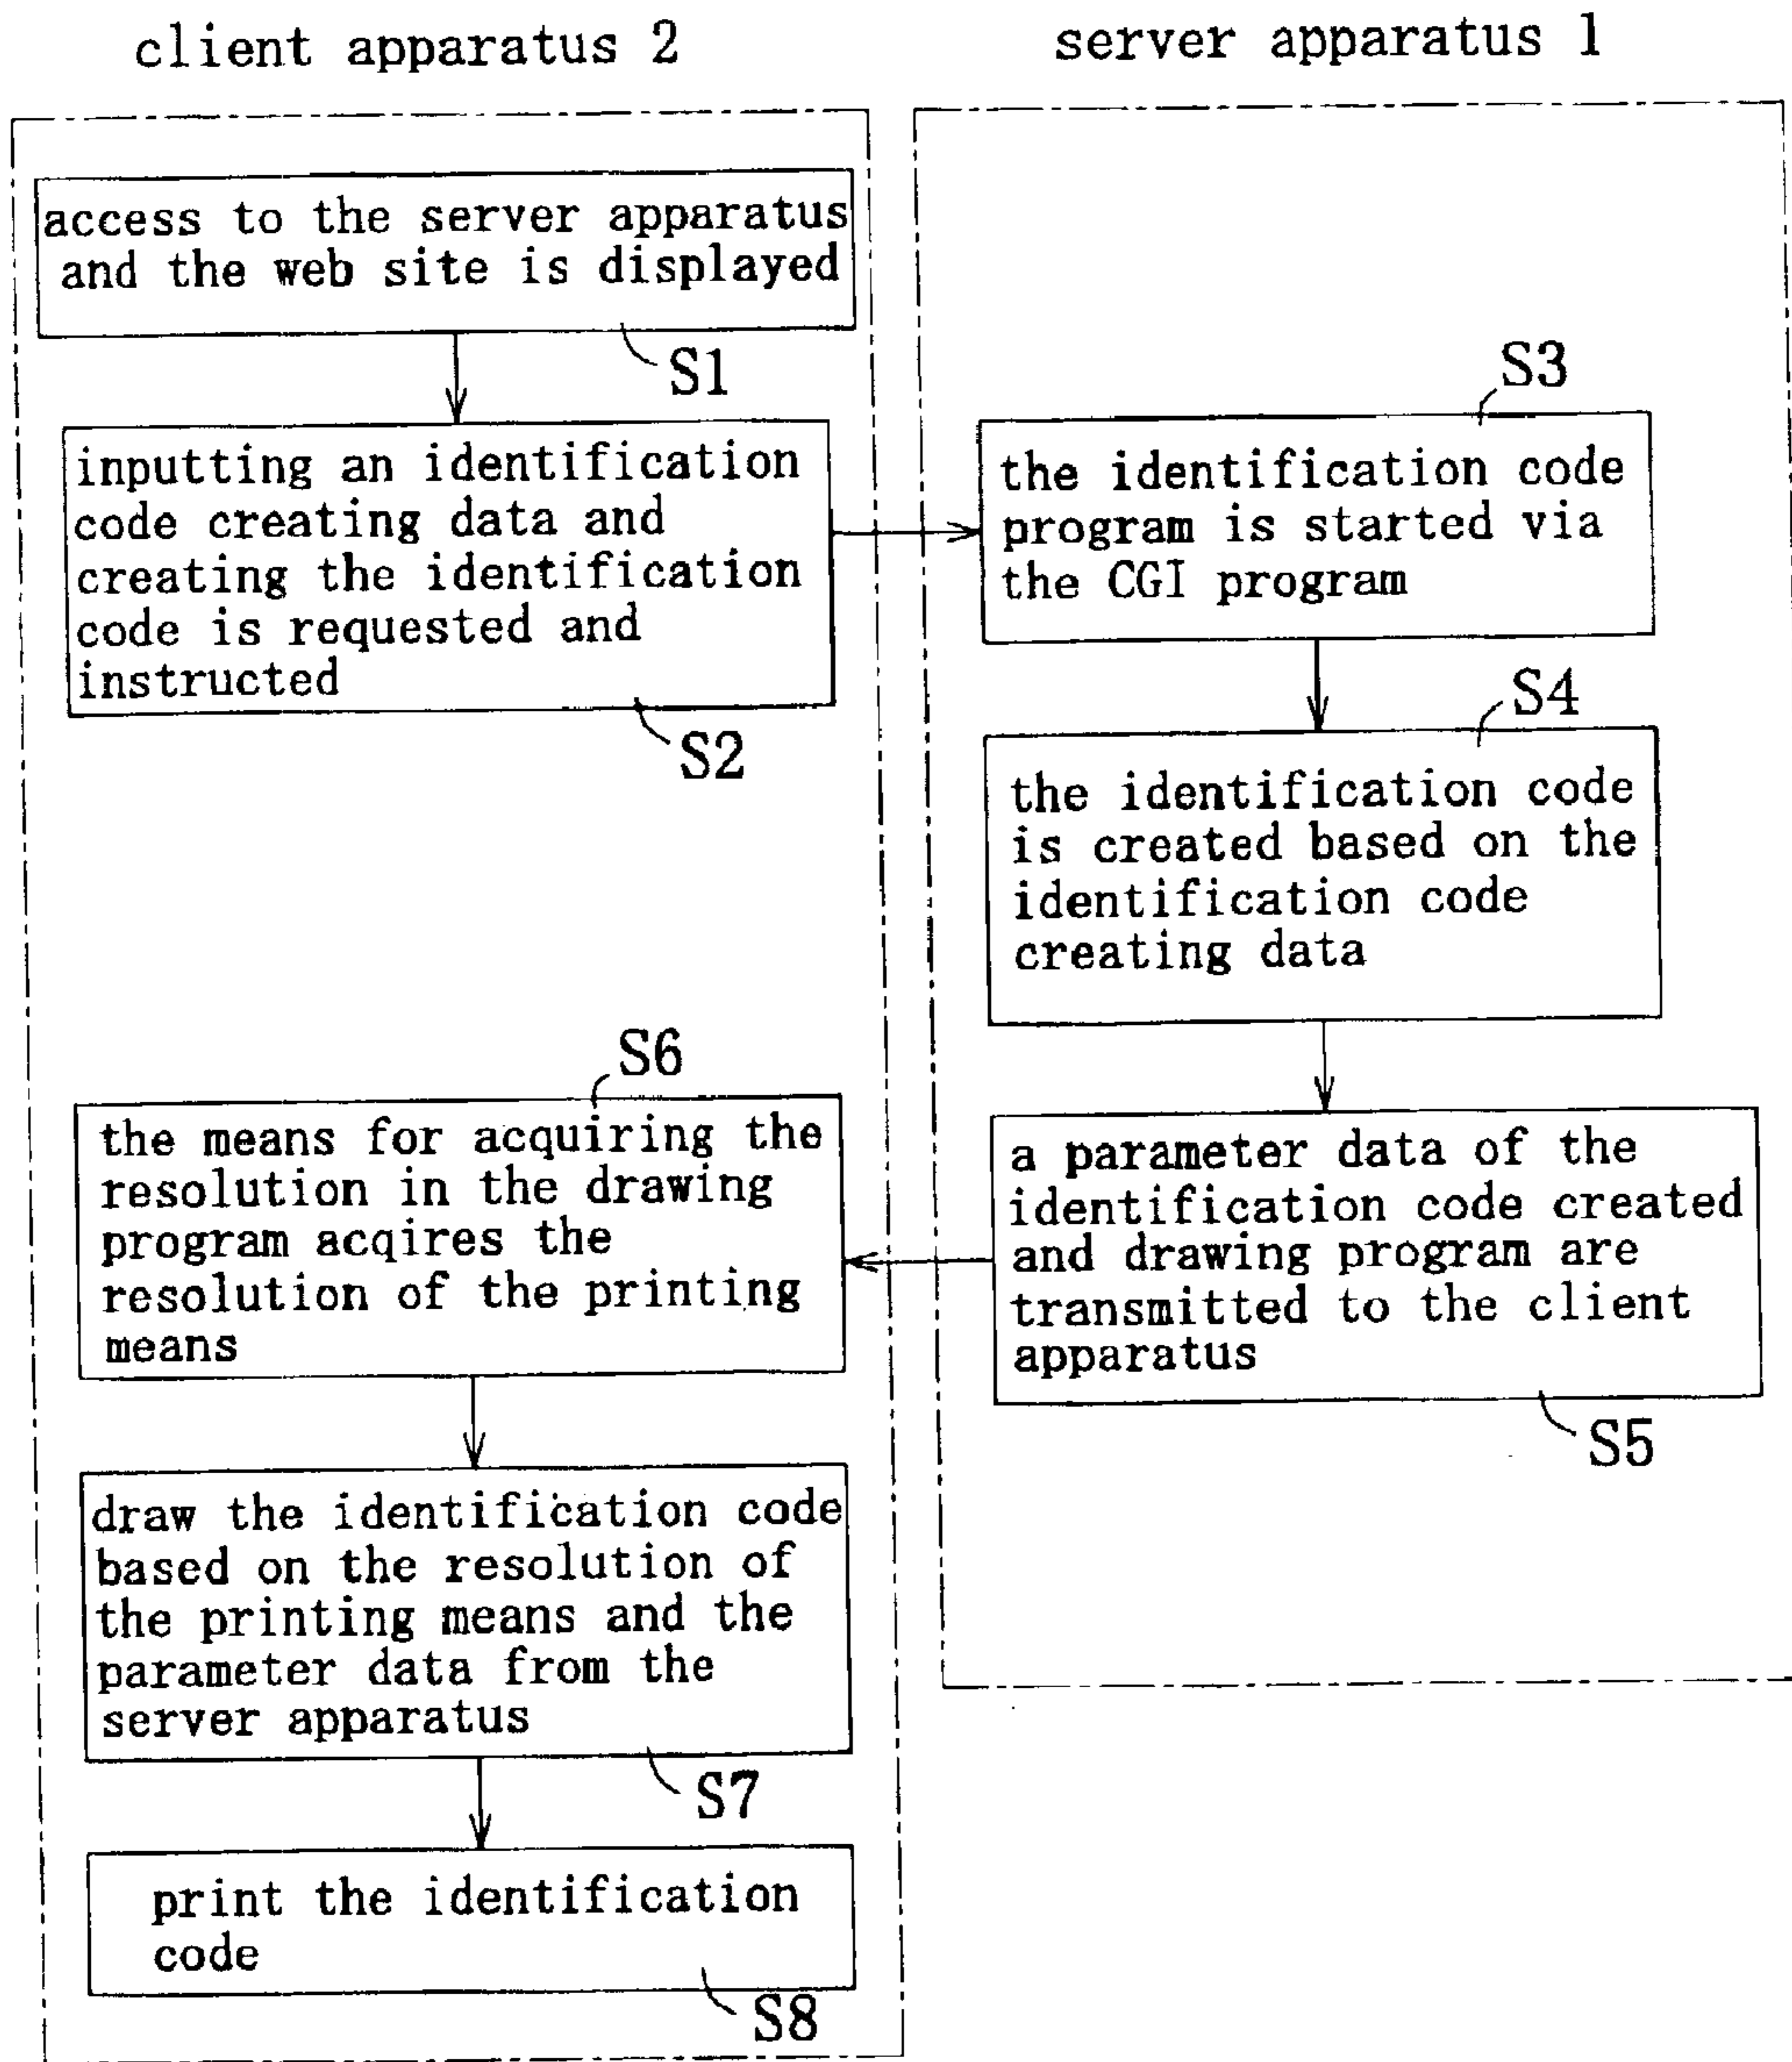 client apparatus 2
server apparatus 1
access to the server apparatus
and the web site is displayed
S1
inputting an identification
code creating data and
creating the identification
code is requested and
instructed
S2
S3
the identification code
program is started via
the CGI program
S4
the identification code
is created based on the
identification code
creating data
a parameter data of the
identification code created
and drawing program are
transmitted to the client
apparatus
S5
S6
the means for acquiring the
resolution in the drawing
program acqires the
resolution of the printing
means
draw the identification code
based on the resolution of
the printing means and the
parameter data from the
server apparatus
S7
print the identification
code
S8